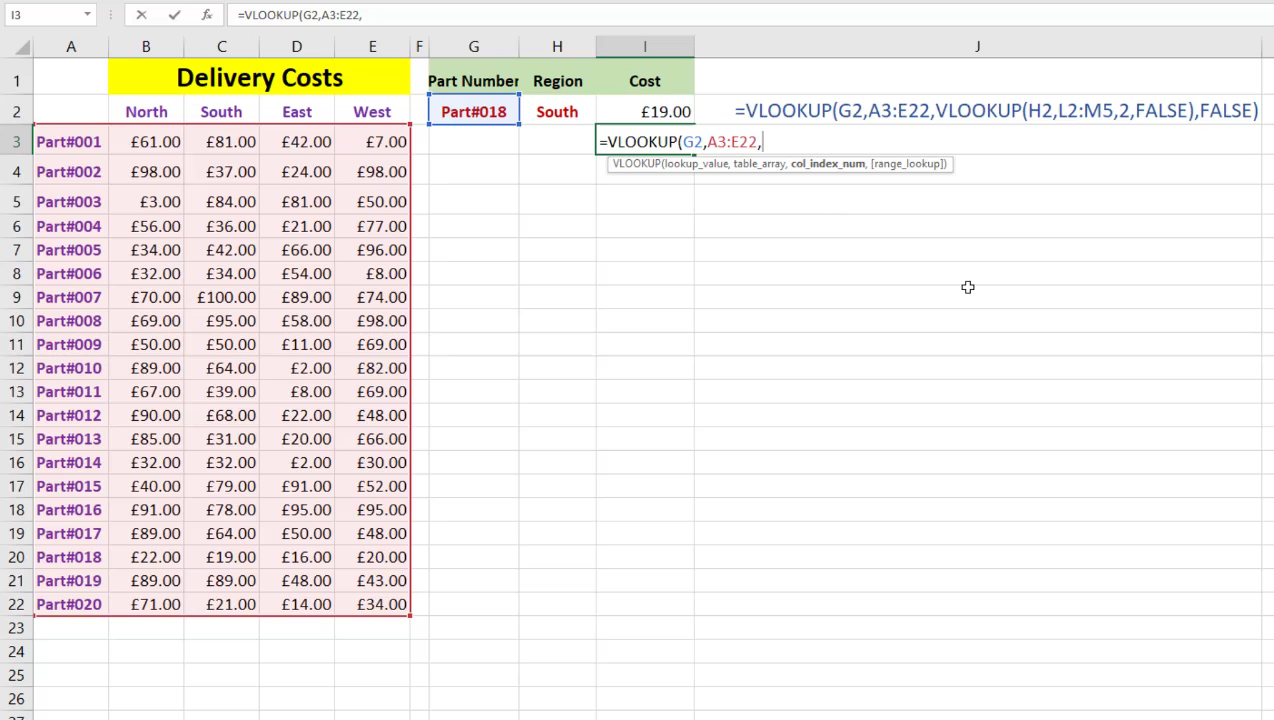 I3 =VLOOKUP(G2,A3:E22,
A B C D E F G H I J
1 Delivery Costs Part Number Region Cost
2 North South East West Part#018 South £19.00 =VLOOKUP(G2,A3:E22,VLOOKUP(H2,L2:M5,2,FALSE),FALSE)
3 Part#001 £61.00 £81.00 £42.00 £7.00 =VLOOKUP(G2,A3:E22,
VLOOKUP(lookup_value, table_array, col_index_num, [range_lookup])
4 Part#002 £98.00 £37.00 £24.00 £98.00
5 Part#003 £3.00 £84.00 £81.00 £50.00
6 Part#004 £56.00 £36.00 £21.00 £77.00
7 Part#005 £34.00 £42.00 £66.00 £96.00
8 Part#006 £32.00 £34.00 £54.00 £8.00
9 Part#007 £70.00 £100.00 £89.00 £74.00
10 Part#008 £69.00 £95.00 £58.00 £98.00
11 Part#009 £50.00 £50.00 £11.00 £69.00
12 Part#010 £89.00 £64.00 £2.00 £82.00
13 Part#011 £67.00 £39.00 £8.00 £69.00
14 Part#012 £90.00 £68.00 £22.00 £48.00
15 Part#013 £85.00 £31.00 £20.00 £66.00
16 Part#014 £32.00 £32.00 £2.00 £30.00
17 Part#015 £40.00 £79.00 £91.00 £52.00
18 Part#016 £91.00 £78.00 £95.00 £95.00
19 Part#017 £89.00 £64.00 £50.00 £48.00
20 Part#018 £22.00 £19.00 £16.00 £20.00
21 Part#019 £89.00 £89.00 £48.00 £43.00
22 Part#020 £71.00 £21.00 £14.00 £34.00
23
24
25
26